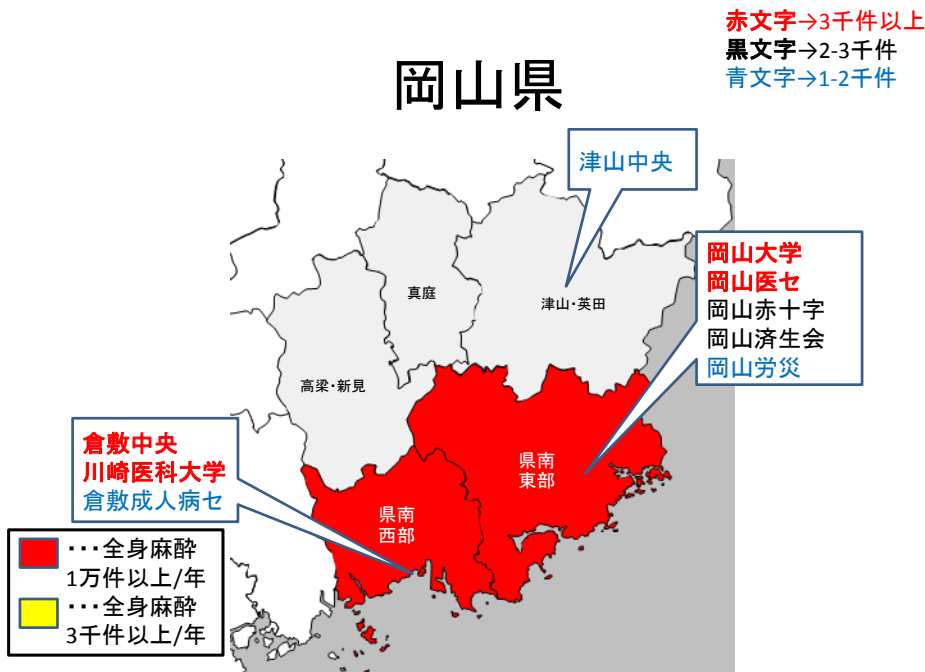 赤文字→3千件以上
黒文字→2-3千件
青文字→1-2千件
岡山県
津山中央
岡山大学
岡山医セ
岡山赤十字
岡山済生会
岡山労災
真庭
津山・英田
高梁・新見
倉敷中央
川崎医科大学
倉敷成人病セ
県南
東部
県南
西部
・・・全身麻酔
1万件以上/年
・・・全身麻酔
3千件以上/年